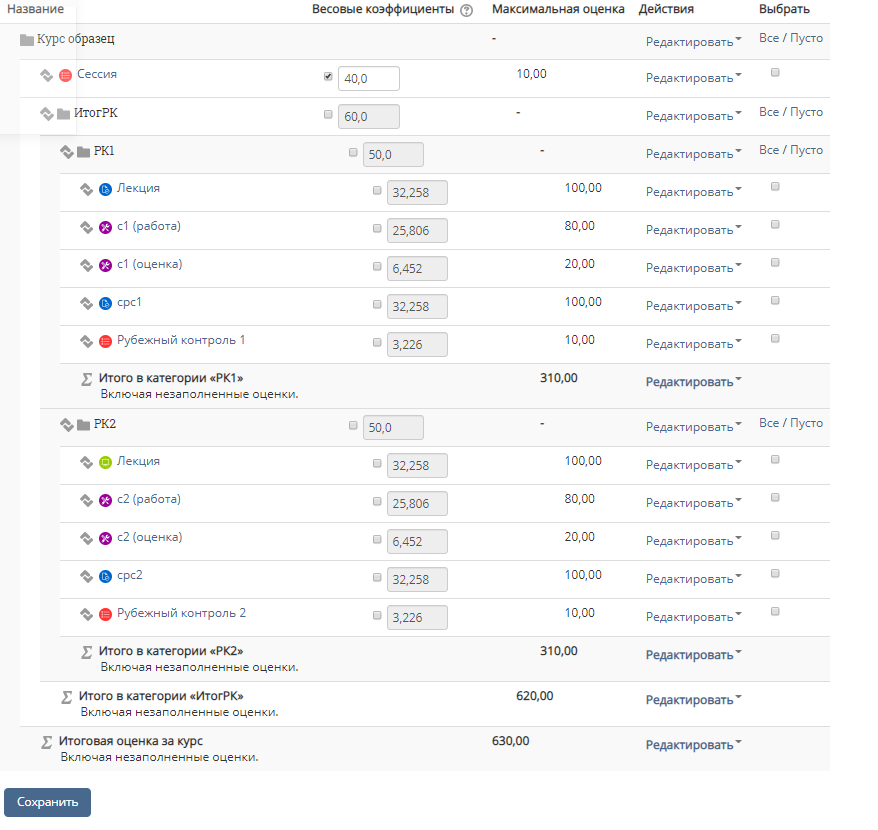 Название Весовые коэффициенты Максимальная оценка Действия Выбрать
Курс образец - Редактировать Все / Пусто
Сессия 40,0 10,00 Редактировать
ИтогРК 60,0 - Редактировать Все / Пусто
РК1 50,0 - Редактировать Все / Пусто
Лекция 32,258 100,00 Редактировать
с1 (работа) 25,806 80,00 Редактировать
с1 (оценка) 6,452 20,00 Редактировать
срс1 32,258 100,00 Редактировать
Рубежный контроль 1 3,226 10,00 Редактировать
Итого в категории «РК1» 310,00 Редактировать
Включая незаполненные оценки.
РК2 50,0 - Редактировать Все / Пусто
Лекция 32,258 100,00 Редактировать
с2 (работа) 25,806 80,00 Редактировать
с2 (оценка) 6,452 20,00 Редактировать
срс2 32,258 100,00 Редактировать
Рубежный контроль 2 3,226 10,00 Редактировать
Итого в категории «РК2» 310,00 Редактировать
Включая незаполненные оценки.
Итого в категории «ИтогРК» 620,00 Редактировать
Включая незаполненные оценки.
Итоговая оценка за курс 630,00 Редактировать
Включая незаполненные оценки.
Сохранить